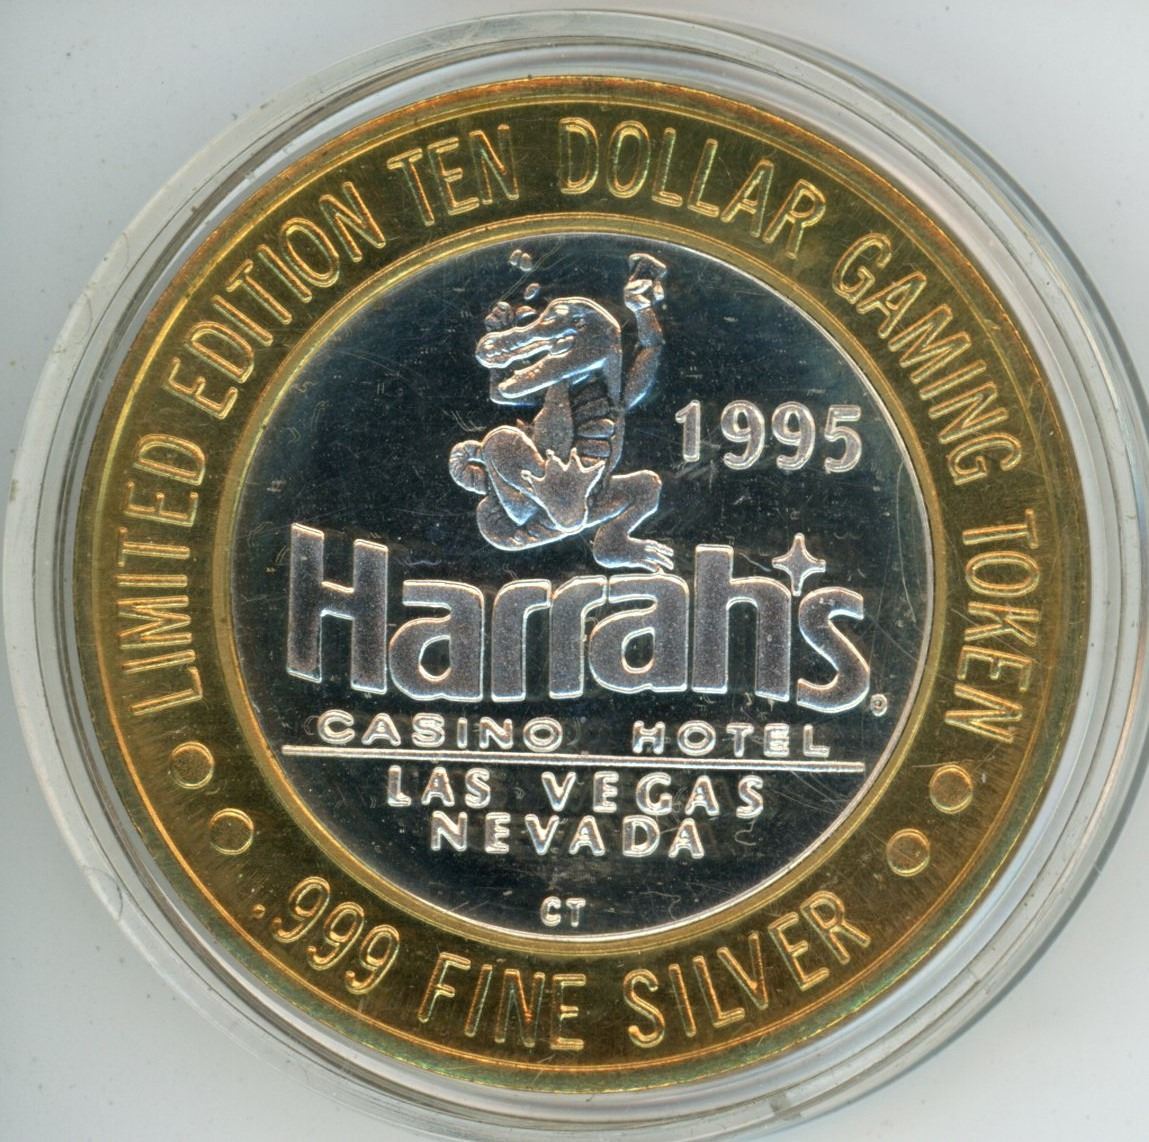 LIMITED EDITION TEN DOLLAR GAMING TOKEN
1995
Harrah's
CASINO HOTEL
LAS VEGAS
NEVADA
CT
.999 FINE SILVER